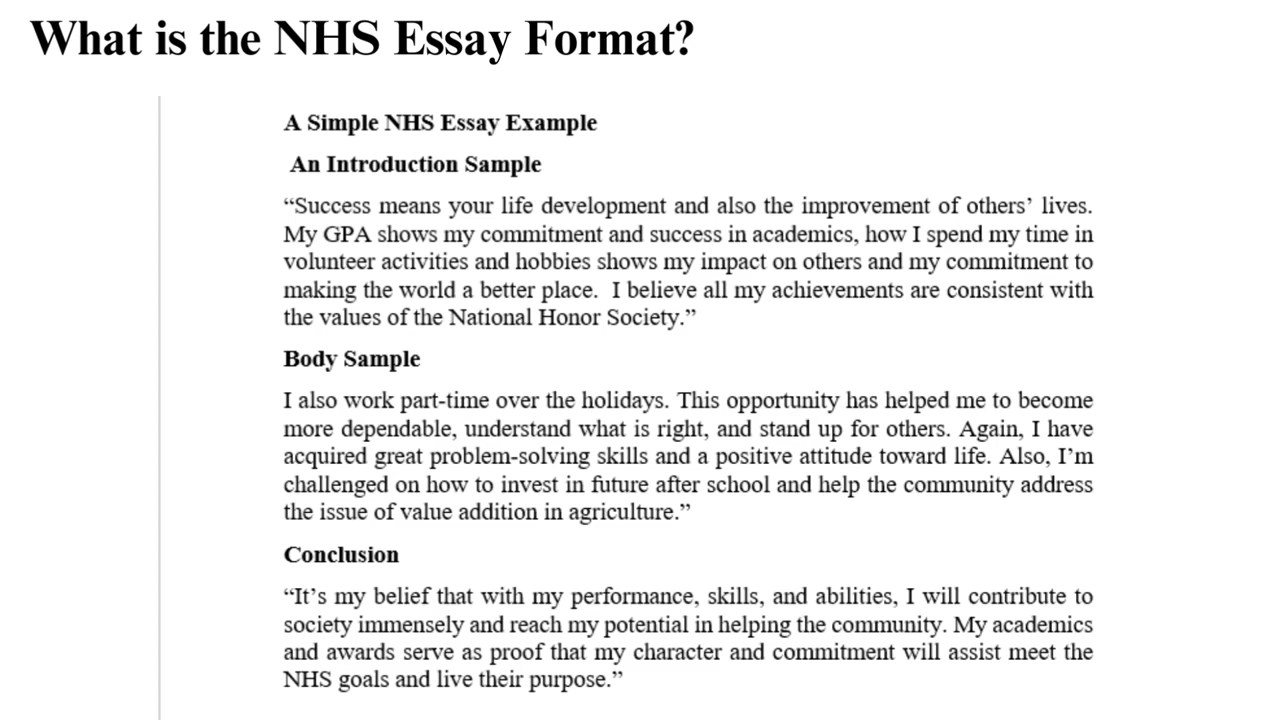 What is the NHS Essay Format?
A Simple NHS Essay Example
An Introduction Sample
“Success means your life development and also the improvement of others’ lives.
My GPA shows my commitment and success in academics, how I spend my time in
volunteer activities and hobbies shows my impact on others and my commitment to
making the world a better place.  I believe all my achievements are consistent with
the values of the National Honor Society.”
Body Sample
I also work part-time over the holidays. This opportunity has helped me to become
more dependable, understand what is right, and stand up for others. Again, I have
acquired great problem-solving skills and a positive attitude toward life. Also, I’m
challenged on how to invest in future after school and help the community address
the issue of value addition in agriculture.”
Conclusion
“It’s my belief that with my performance, skills, and abilities, I will contribute to
society immensely and reach my potential in helping the community. My academics
and awards serve as proof that my character and commitment will assist meet the
NHS goals and live their purpose.”